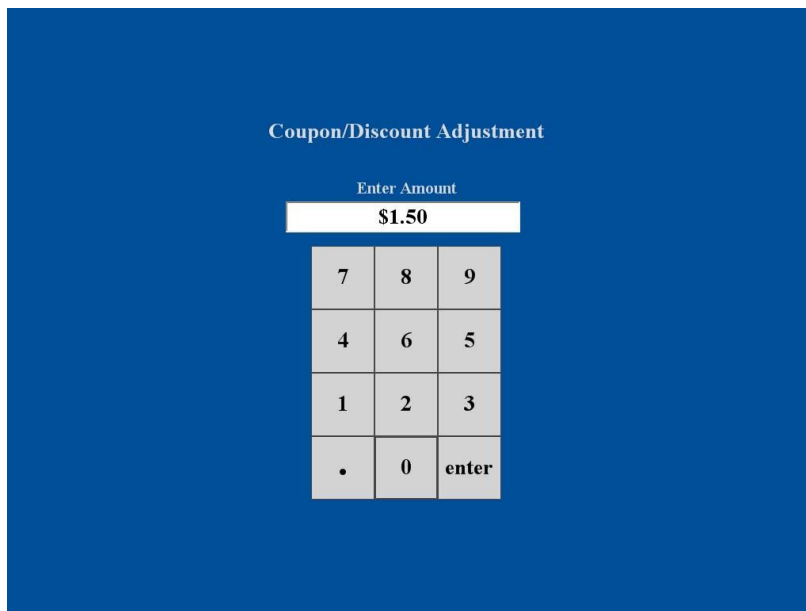 Coupon/Discount Adjustment
Enter Amount
$1.50
7 8 9
4 6 5
1 2 3
. 0 enter